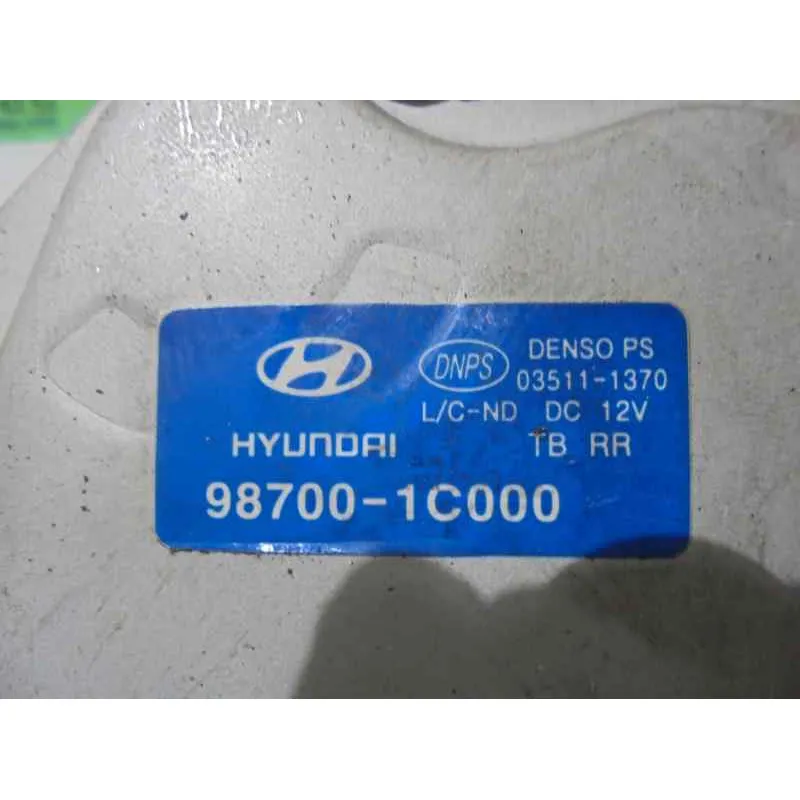 DENSO PS
DNPS
03511-1370
L/C-ND DC 12V
HYUNDAI
TB RR
98700-1C000